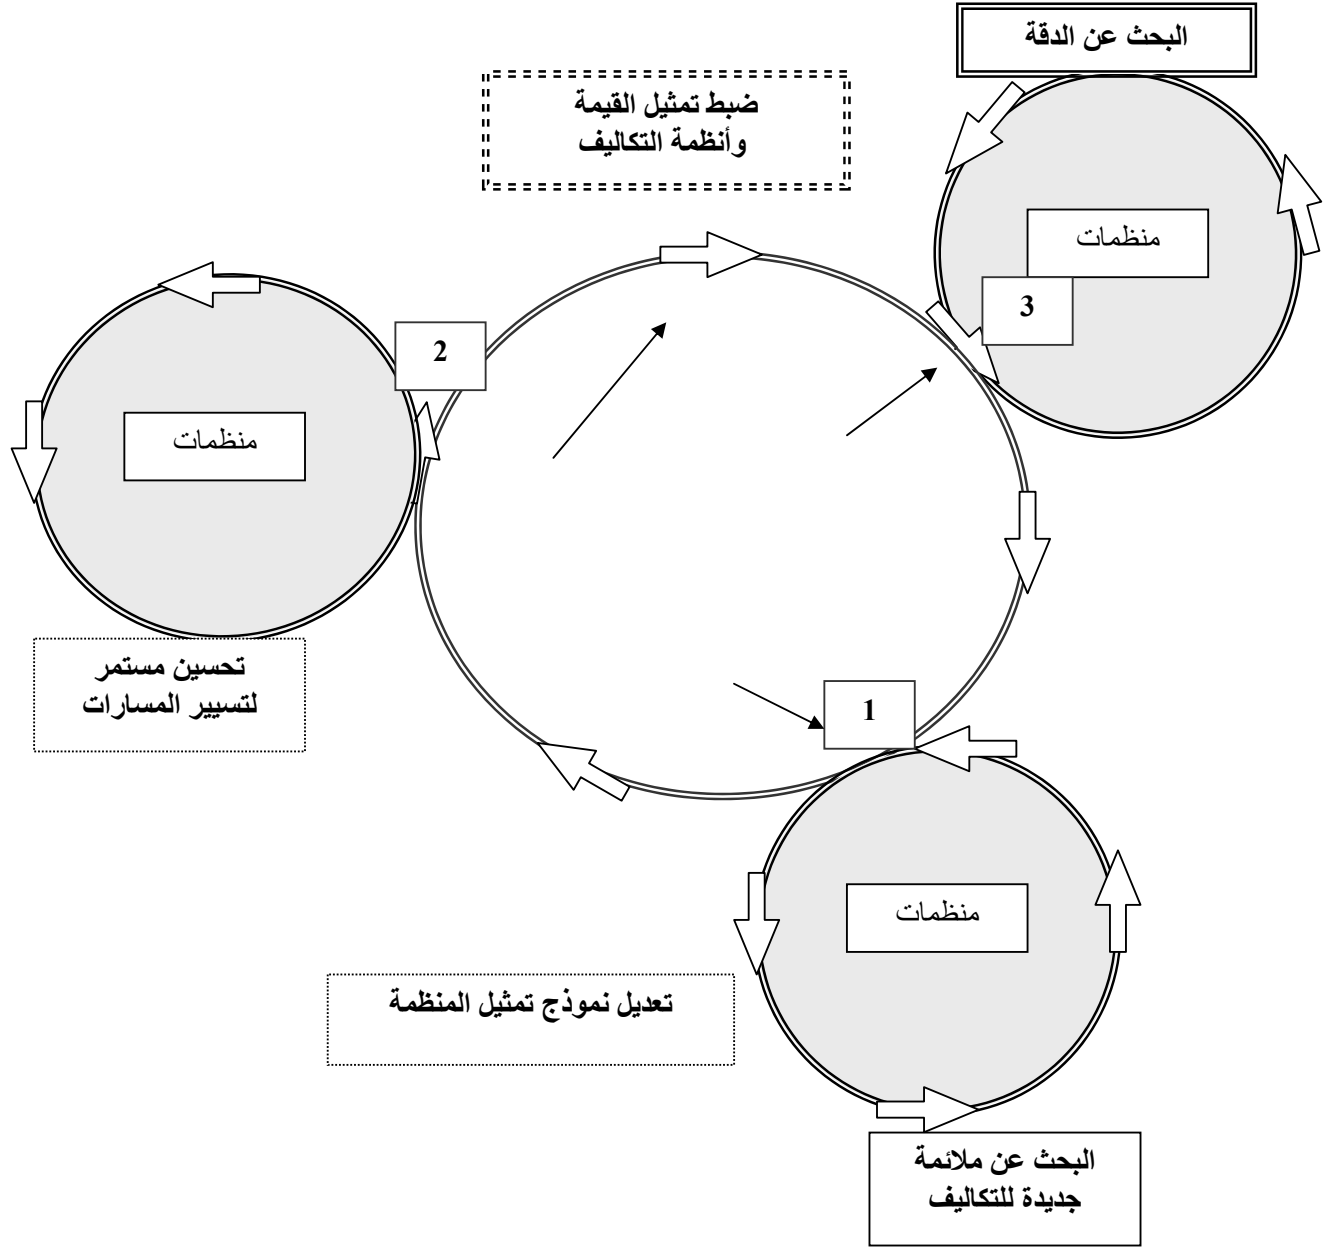 البحث عن الدقة
ضبط تمثيل القيمة
وأنظمة التكاليف
منظمات
3
2
منظمات
تحسين مستمر
لتسيير المسارات
1
منظمات
تعديل نموذج تمثيل المنظمة
البحث عن ملائمة
جديدة للتكاليف